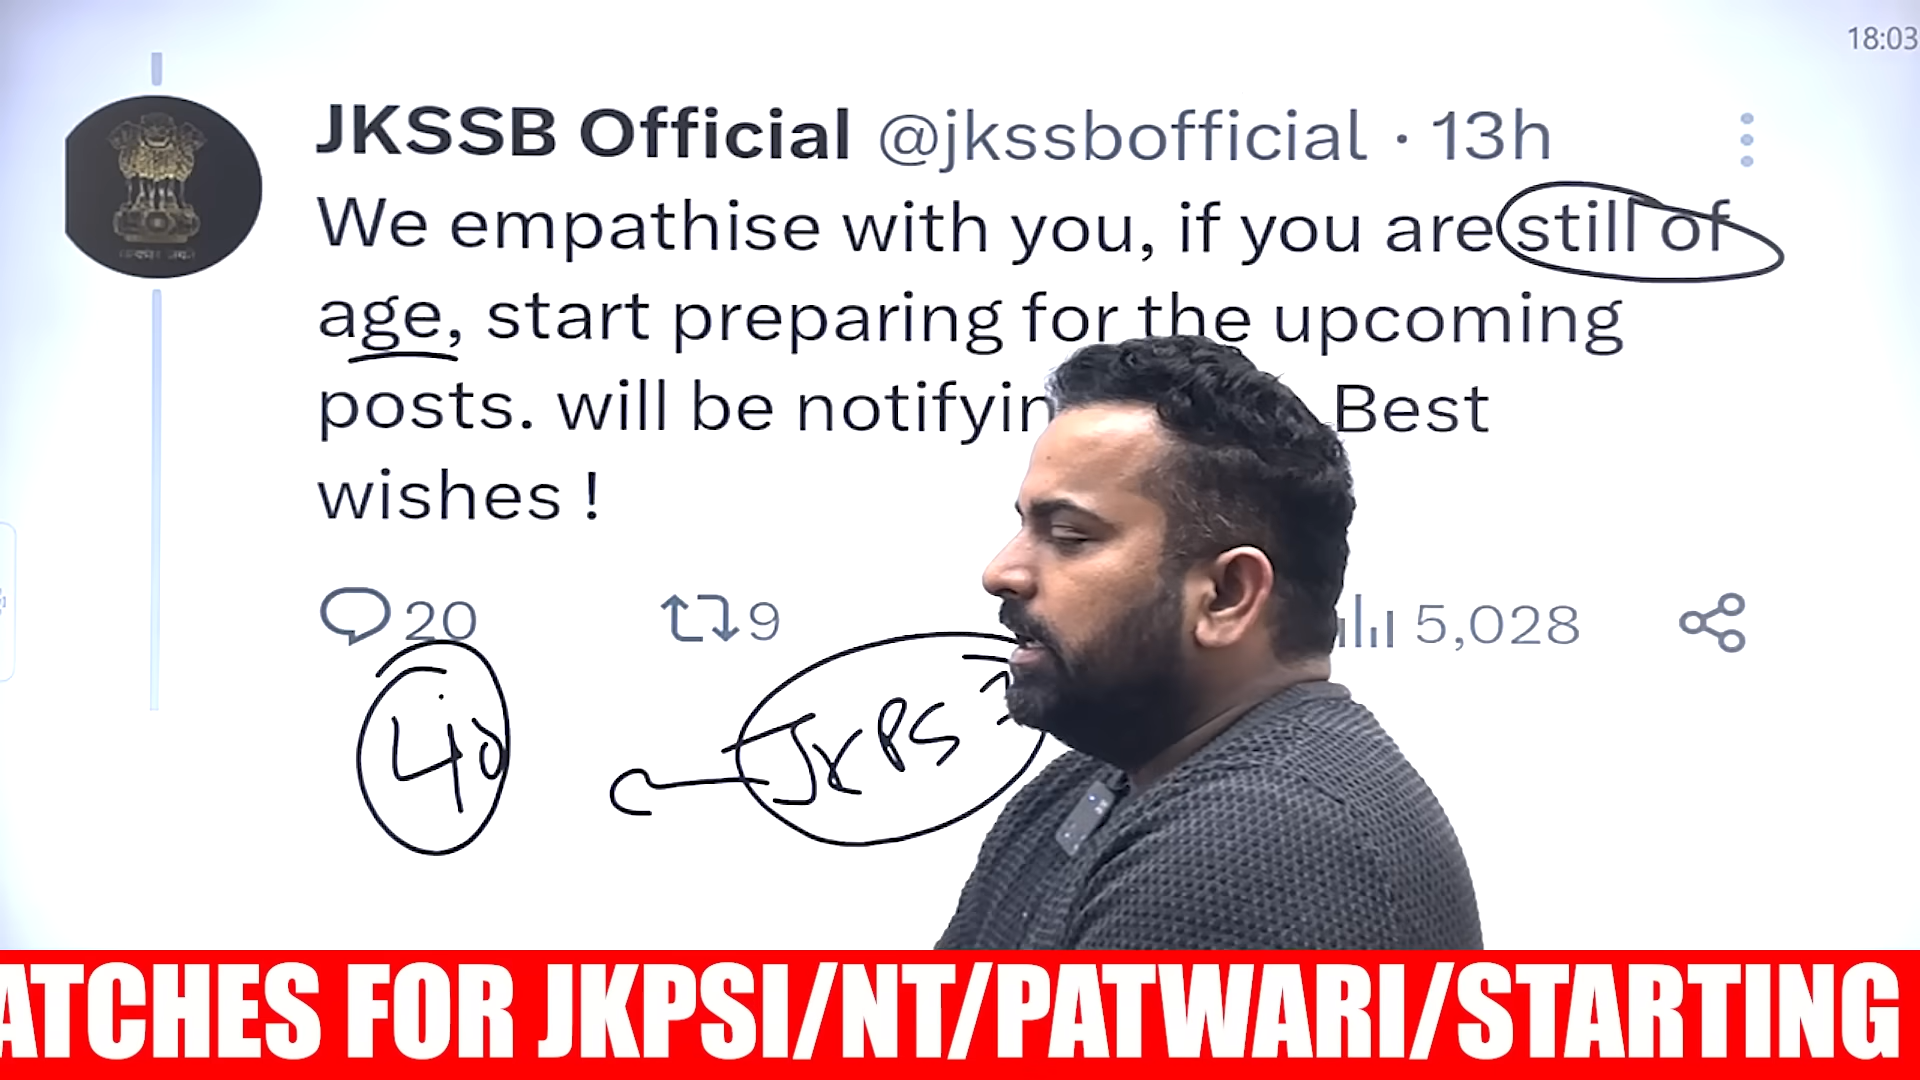 18:03
JKSSB Official @jkssbofficial · 13h
We empathise with you, if you are still of
age, start preparing for the upcoming
posts. will be notifyin Best
wishes !
20 9 5,028
40 JKPS
ATCHES FOR JKPSI/NT/PATWARI/STARTING